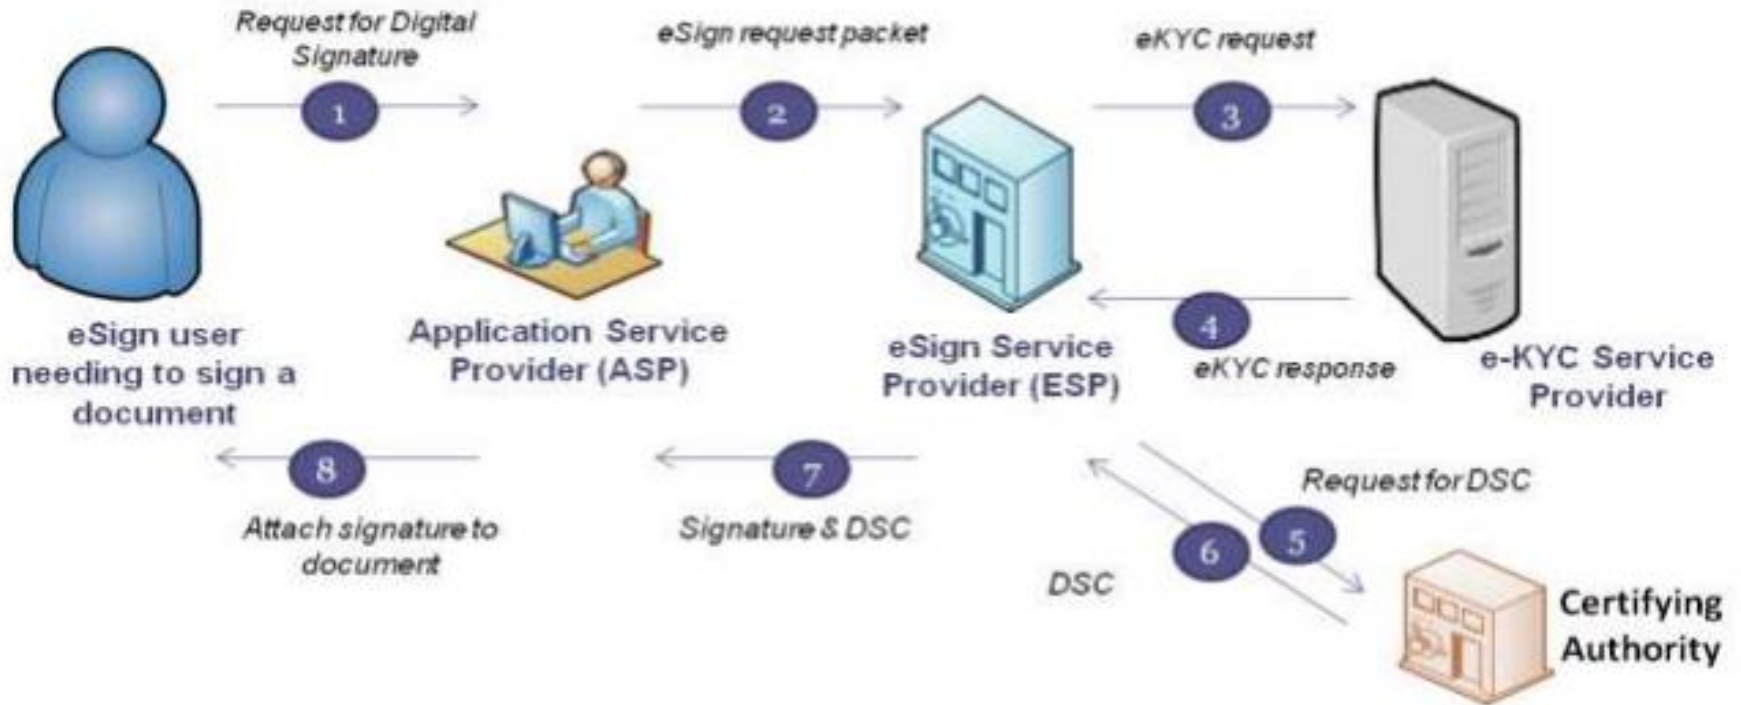 Request for Digital
Signature
1
eSign request packet
2
eKYC request
3
eSign user
needing to sign a
document
Application Service
Provider (ASP)
eSign Service
Provider (ESP)
4
eKYC response
e-KYC Service
Provider
8
Attach signature to
document
7
Signature & DSC
Request for DSC
5
6
DSC
Certifying
Authority